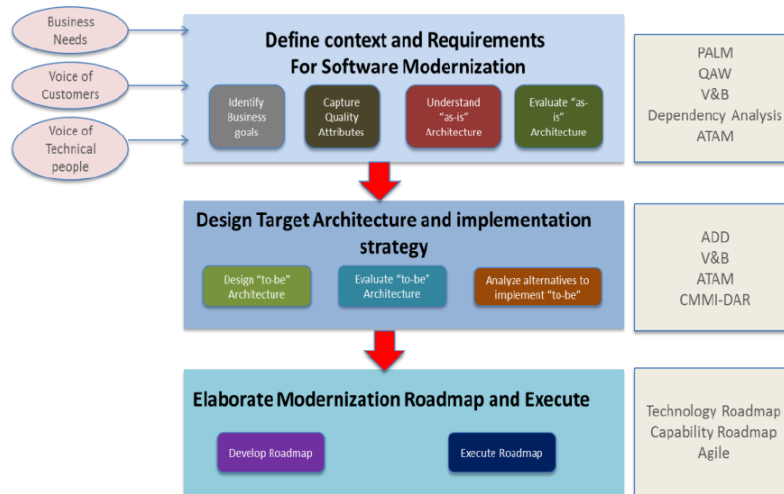 Business
Needs
Voice of
Customers
Voice of
Technical
people
Define context and Requirements
For Software Modernization
Identify
Business
goals
Capture
Quality
Attributes
Understand
"as-is"
Architecture
Evaluate "as-
is"
Architecture
PALM
QAW
V&B
Dependency Analysis
ATAM
Design Target Architecture and implementation
strategy
Design "to-be"
Architecture
Evaluate "to-be"
Architecture
Analyze alternatives to
implement "to-be"
ADD
V&B
ATAM
CMMI-DAR
Elaborate Modernization Roadmap and Execute
Develop Roadmap
Execute Roadmap
Technology Roadmap
Capability Roadmap
Agile